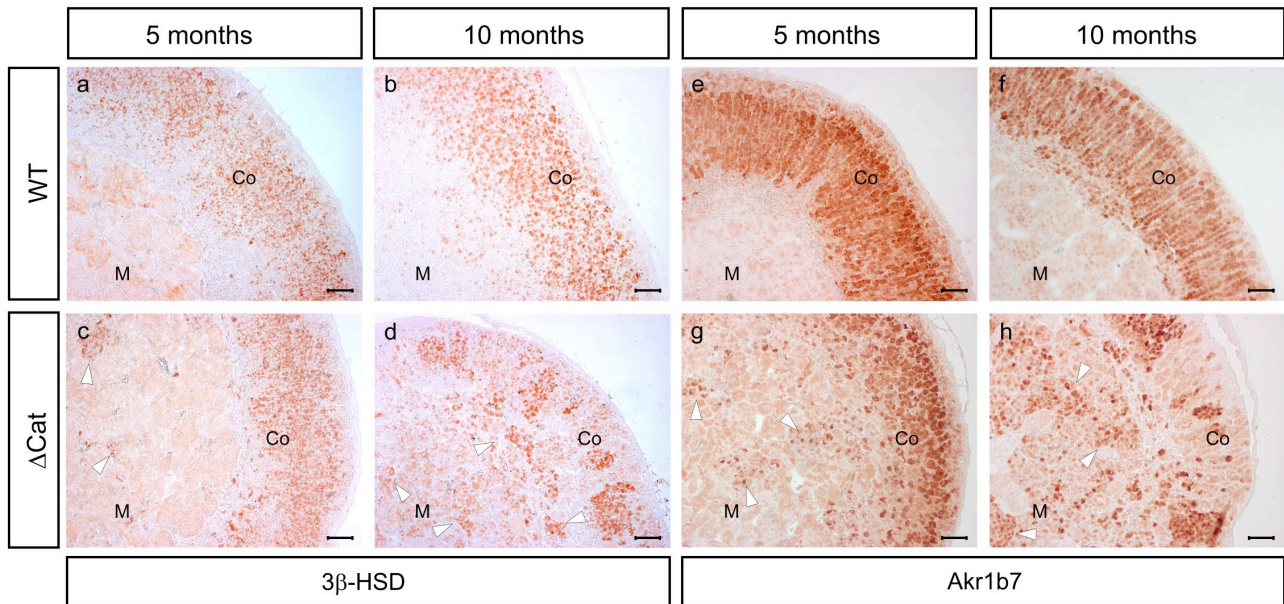 5 months 10 months 5 months 10 months
WT
a b e f
Co Co Co Co
M M M M
ΔCat
c d g h
Co Co Co Co
M M M M
3β-HSD Akr1b7